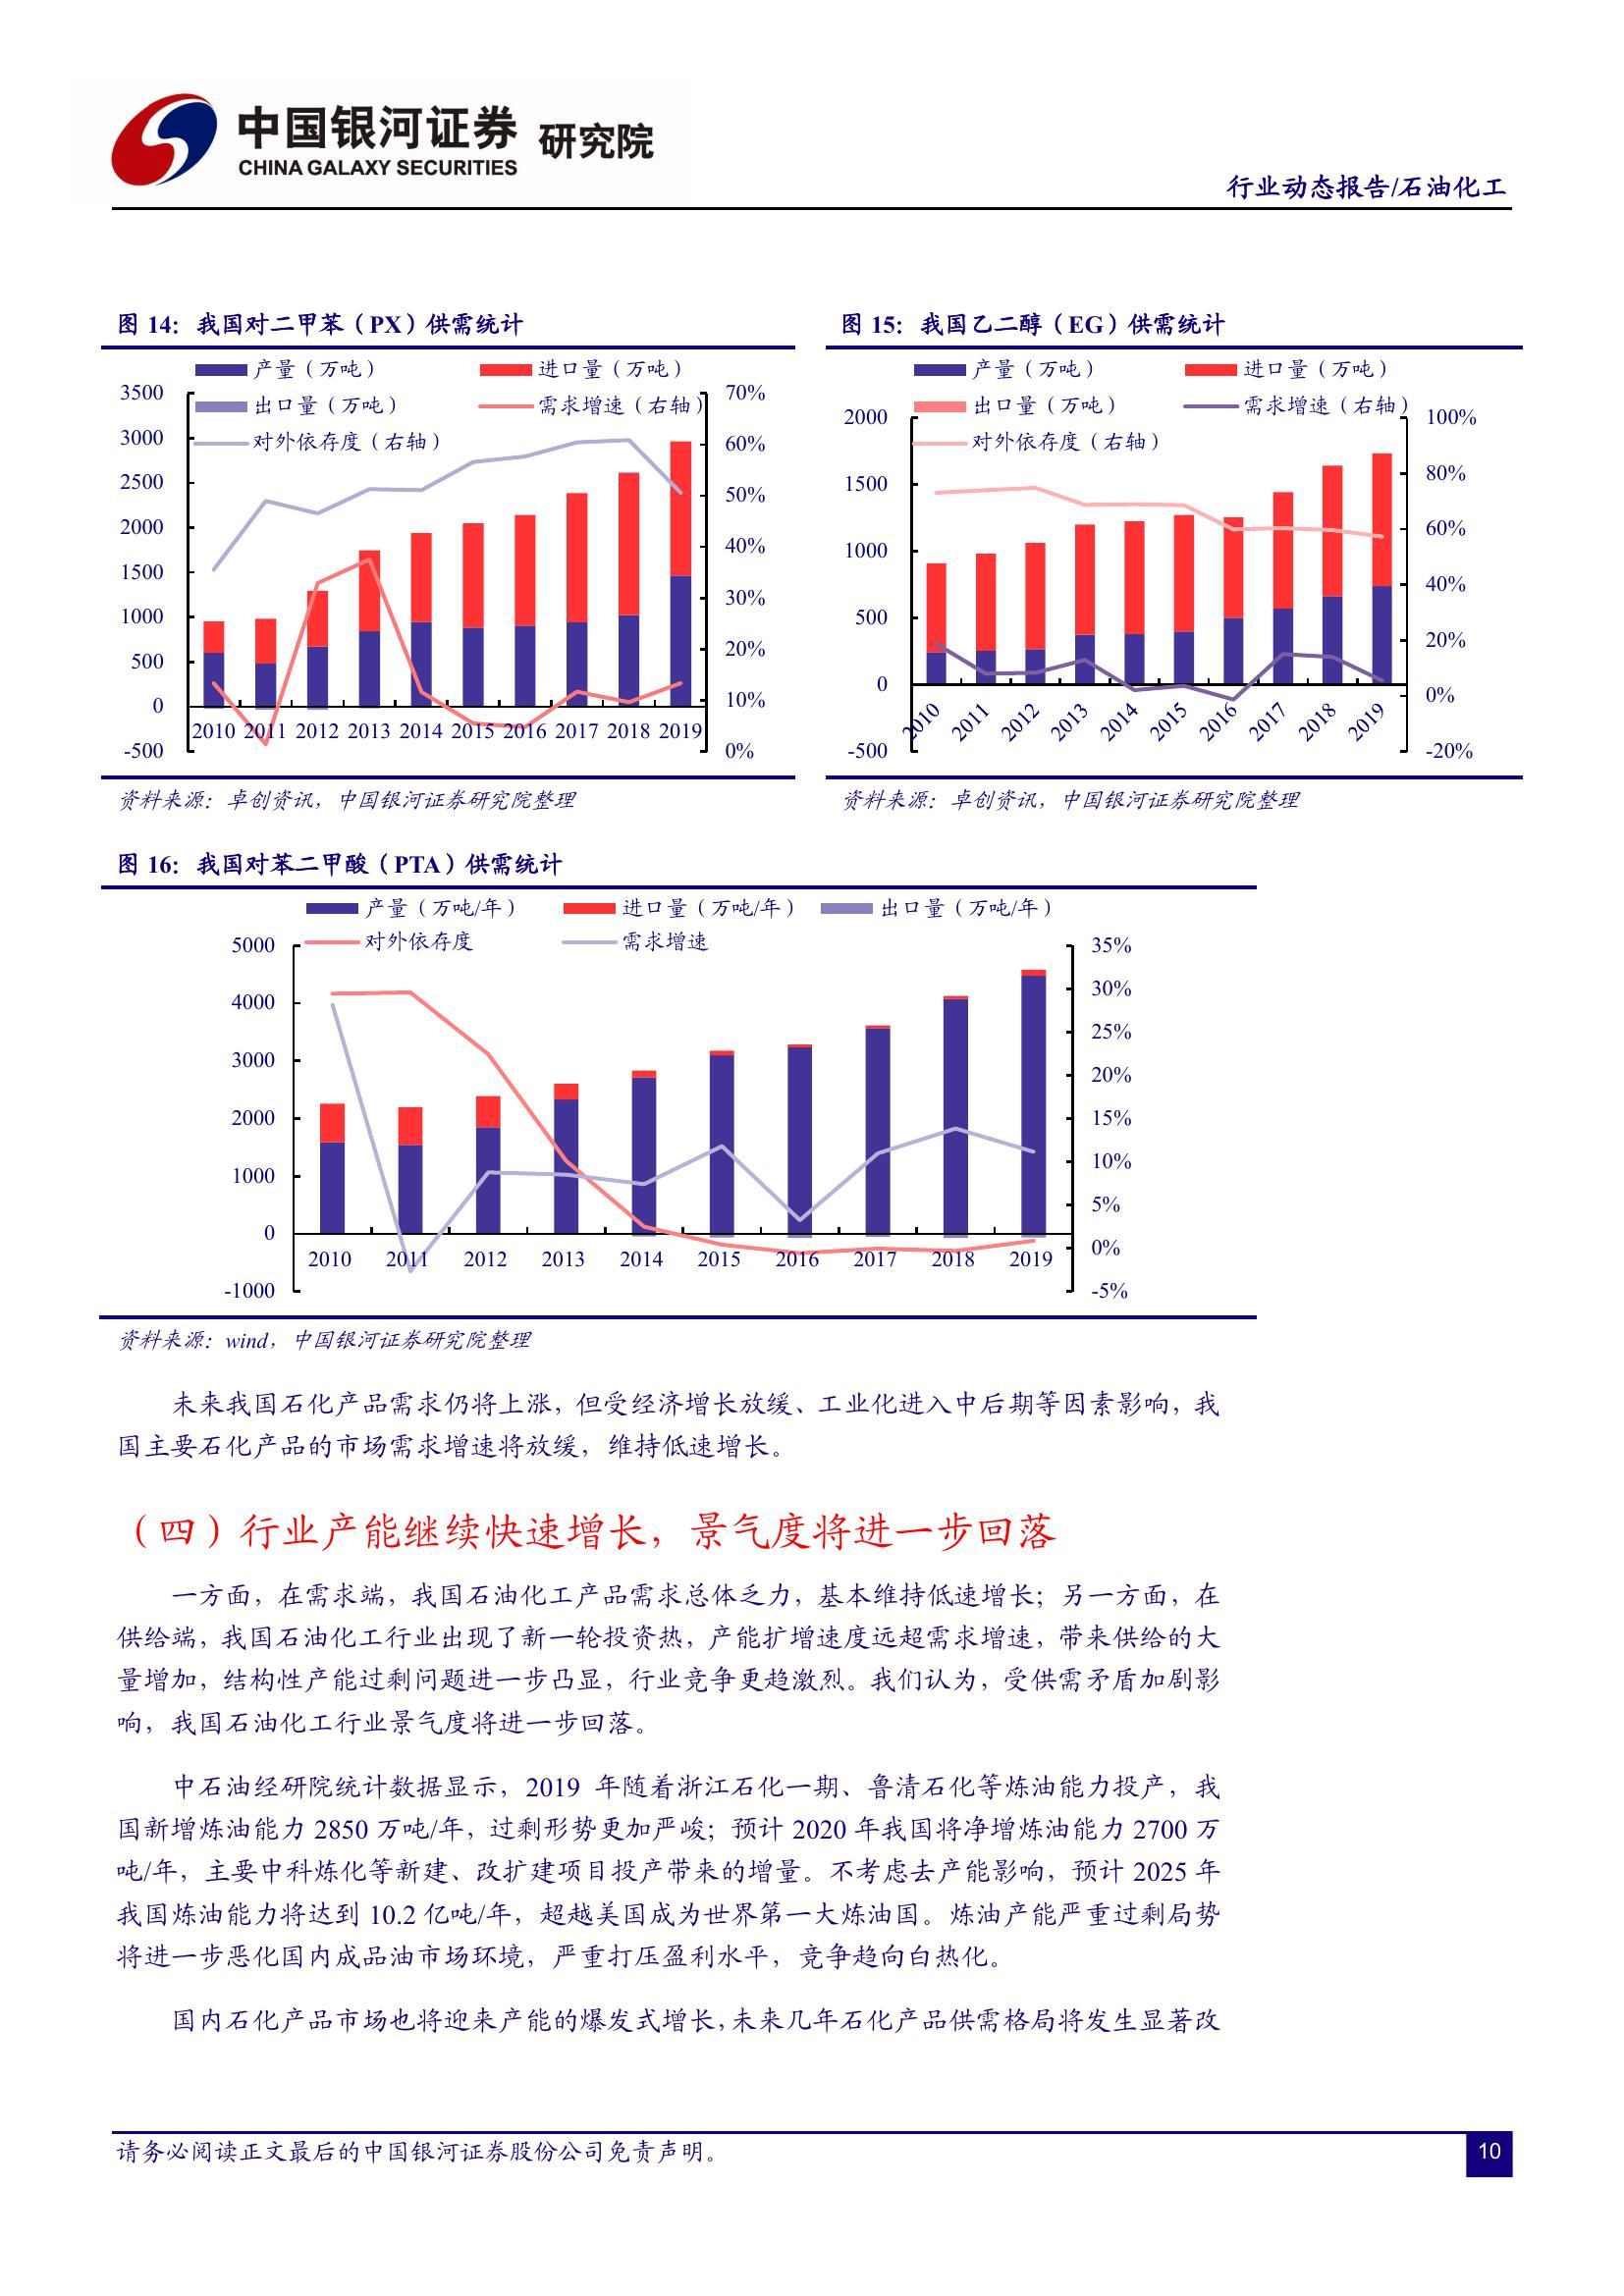 中国银河证券 研究院
CHINA GALAXY SECURITIES
行业动态报告/石油化工
图 14：我国对二甲苯（PX）供需统计
产量（万吨） 进口量（万吨）
出口量（万吨） 需求增速（右轴）
对外依存度（右轴）
3500
3000
2500
2000
1500
1000
500
0
-500
70%
60%
50%
40%
30%
20%
10%
0%
2010 2011 2012 2013 2014 2015 2016 2017 2018 2019
资料来源：卓创资讯，中国银河证券研究院整理
图 15：我国乙二醇（EG）供需统计
产量（万吨） 进口量（万吨）
出口量（万吨） 需求增速（右轴）
对外依存度（右轴）
2000
1500
1000
500
0
-500
100%
80%
60%
40%
20%
0%
-20%
2010 2011 2012 2013 2014 2015 2016 2017 2018 2019
资料来源：卓创资讯，中国银河证券研究院整理
图 16：我国对苯二甲酸（PTA）供需统计
产量（万吨/年） 进口量（万吨/年） 出口量（万吨/年）
对外依存度 需求增速
5000
4000
3000
2000
1000
0
-1000
35%
30%
25%
20%
15%
10%
5%
0%
-5%
2010 2011 2012 2013 2014 2015 2016 2017 2018 2019
资料来源：wind，中国银河证券研究院整理
未来我国石化产品需求仍将上涨，但受经济增长放缓、工业化进入中后期等因素影响，我
国主要石化产品的市场需求增速将放缓，维持低速增长。
（四）行业产能继续快速增长，景气度将进一步回落
一方面，在需求端，我国石油化工产品需求总体乏力，基本维持低速增长；另一方面，在
供给端，我国石油化工行业出现了新一轮投资热，产能扩增速度远超需求增速，带来供给的大
量增加，结构性产能过剩问题进一步凸显，行业竞争更趋激烈。我们认为，受供需矛盾加剧影
响，我国石油化工行业景气度将进一步回落。
中石油经研院统计数据显示，2019 年随着浙江石化一期、鲁清石化等炼油能力投产，我
国新增炼油能力 2850 万吨/年，过剩形势更加严峻；预计 2020 年我国将净增炼油能力 2700 万
吨/年，主要中科炼化等新建、改扩建项目投产带来的增量。不考虑去产能影响，预计 2025 年
我国炼油能力将达到 10.2 亿吨/年，超越美国成为世界第一大炼油国。炼油产能严重过剩局势
将进一步恶化国内成品油市场环境，严重打压盈利水平，竞争趋向白热化。
国内石化产品市场也将迎来产能的爆发式增长，未来几年石化产品供需格局将发生显著改
请务必阅读正文最后的中国银河证券股份公司免责声明。
10